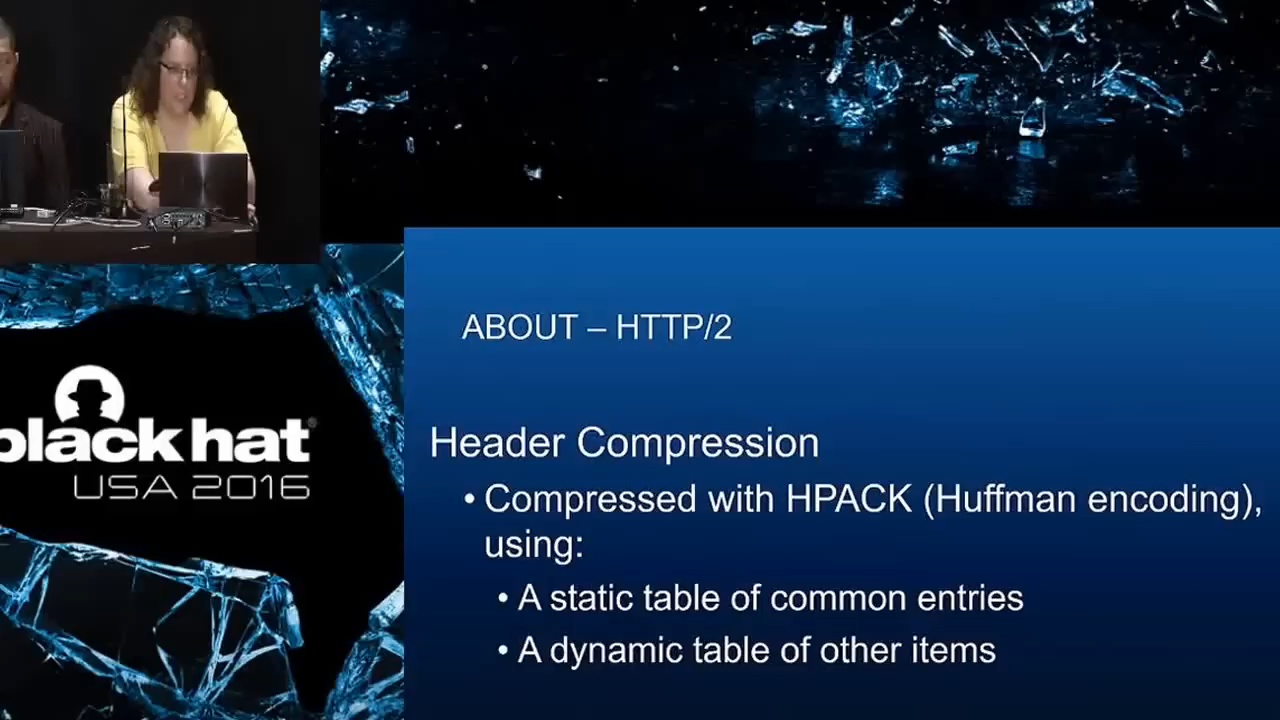 ABOUT – HTTP/2
Header Compression
• Compressed with HPACK (Huffman encoding),
using:
• A static table of common entries
• A dynamic table of other items
black hat®
USA 2016